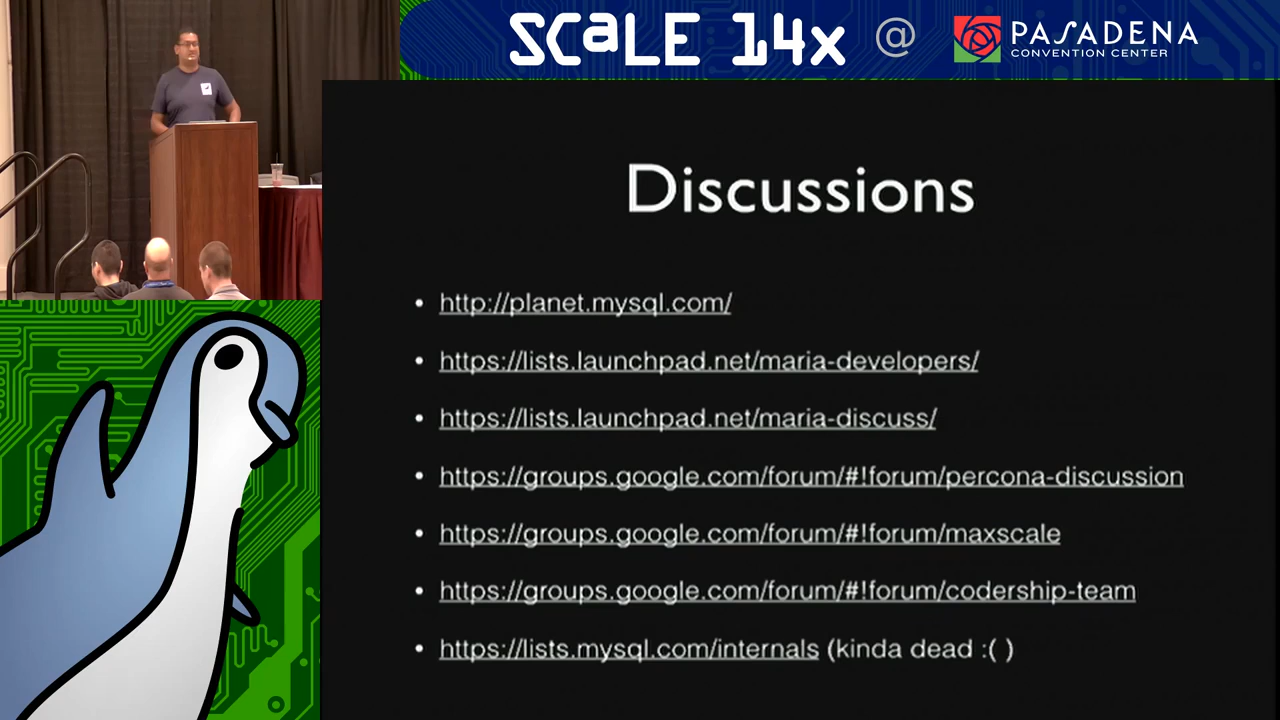 SCaLE 14x @ PASADENA
CONVENTION CENTER
Discussions
• http://planet.mysql.com/
• https://lists.launchpad.net/maria-developers/
• https://lists.launchpad.net/maria-discuss/
• https://groups.google.com/forum/#!forum/percona-discussion
• https://groups.google.com/forum/#!forum/maxscale
• https://groups.google.com/forum/#!forum/codership-team
• https://lists.mysql.com/internals (kinda dead :( )